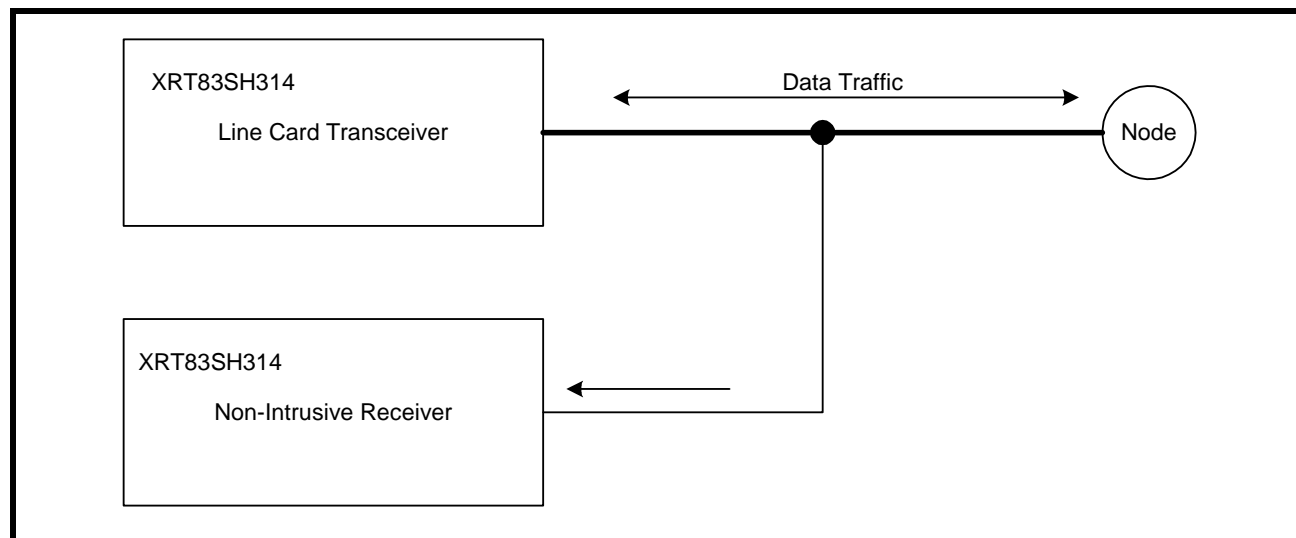 XRT83SH314
Line Card Transceiver
Data Traffic
Node
XRT83SH314
Non-Intrusive Receiver